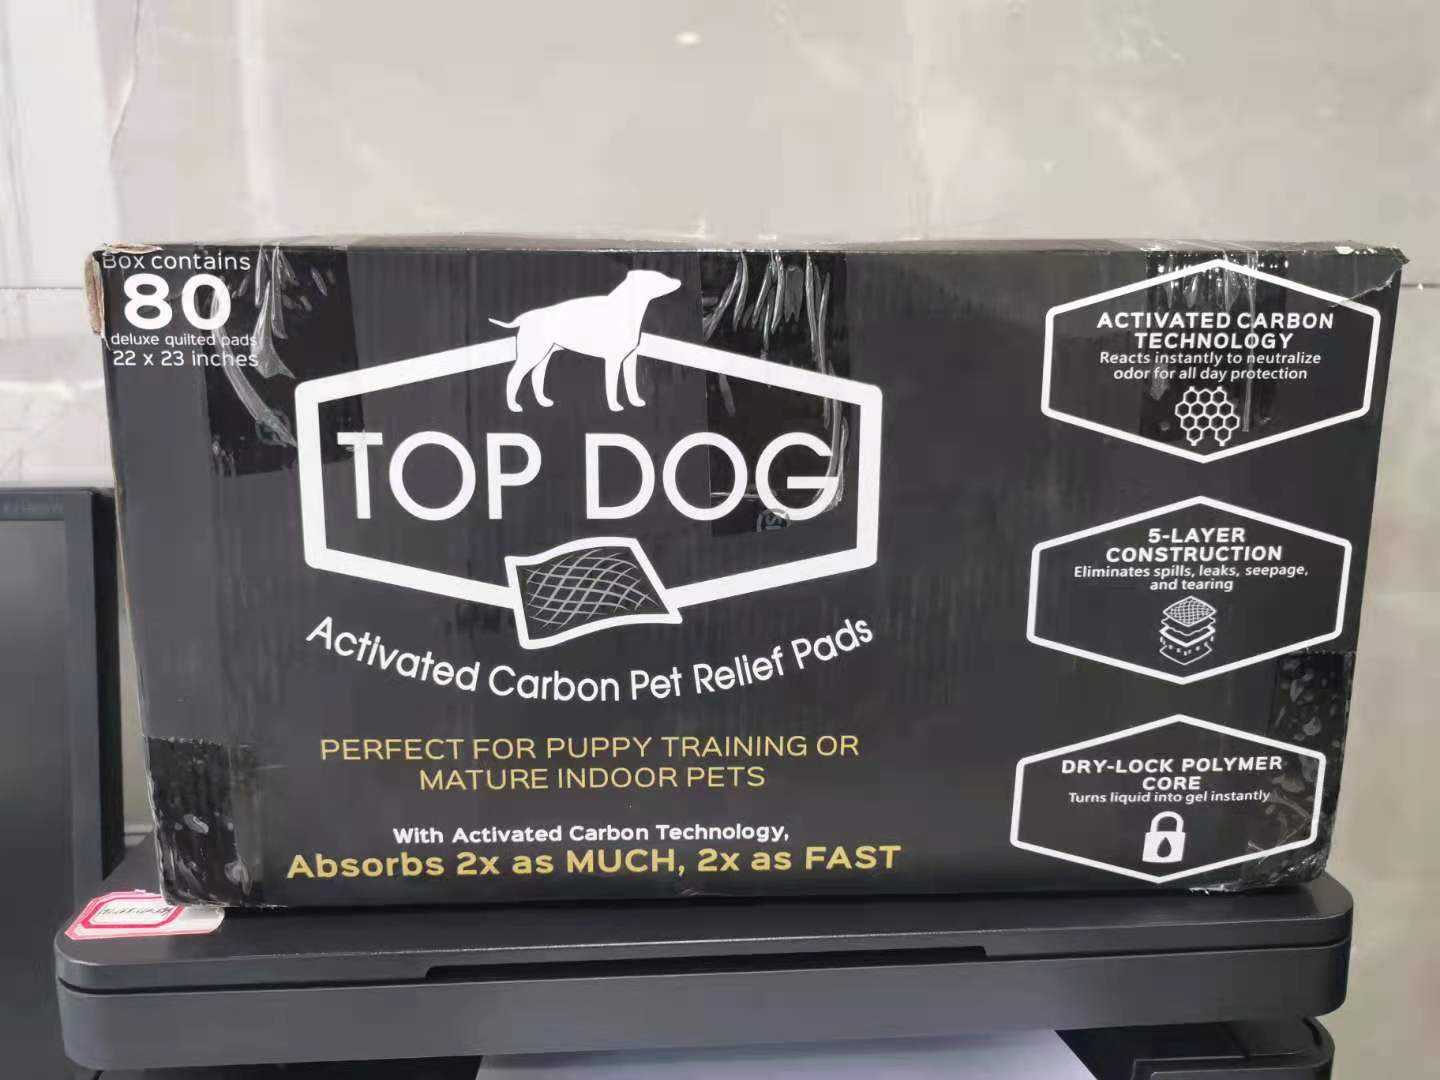 Box contains
80
deluxe quilted pads
22 x 23 inches
TOP DOG
Activated Carbon Pet Relief Pads
PERFECT FOR PUPPY TRAINING OR
MATURE INDOOR PETS
With Activated Carbon Technology,
Absorbs 2x as MUCH, 2x as FAST
ACTIVATED CARBON
TECHNOLOGY
Reacts instantly to neutralize
odor for all day protection
5-LAYER
CONSTRUCTION
Eliminates spills, leaks, seepage,
and tearing
DRY-LOCK POLYMER
CORE
Turns liquid into gel instantly